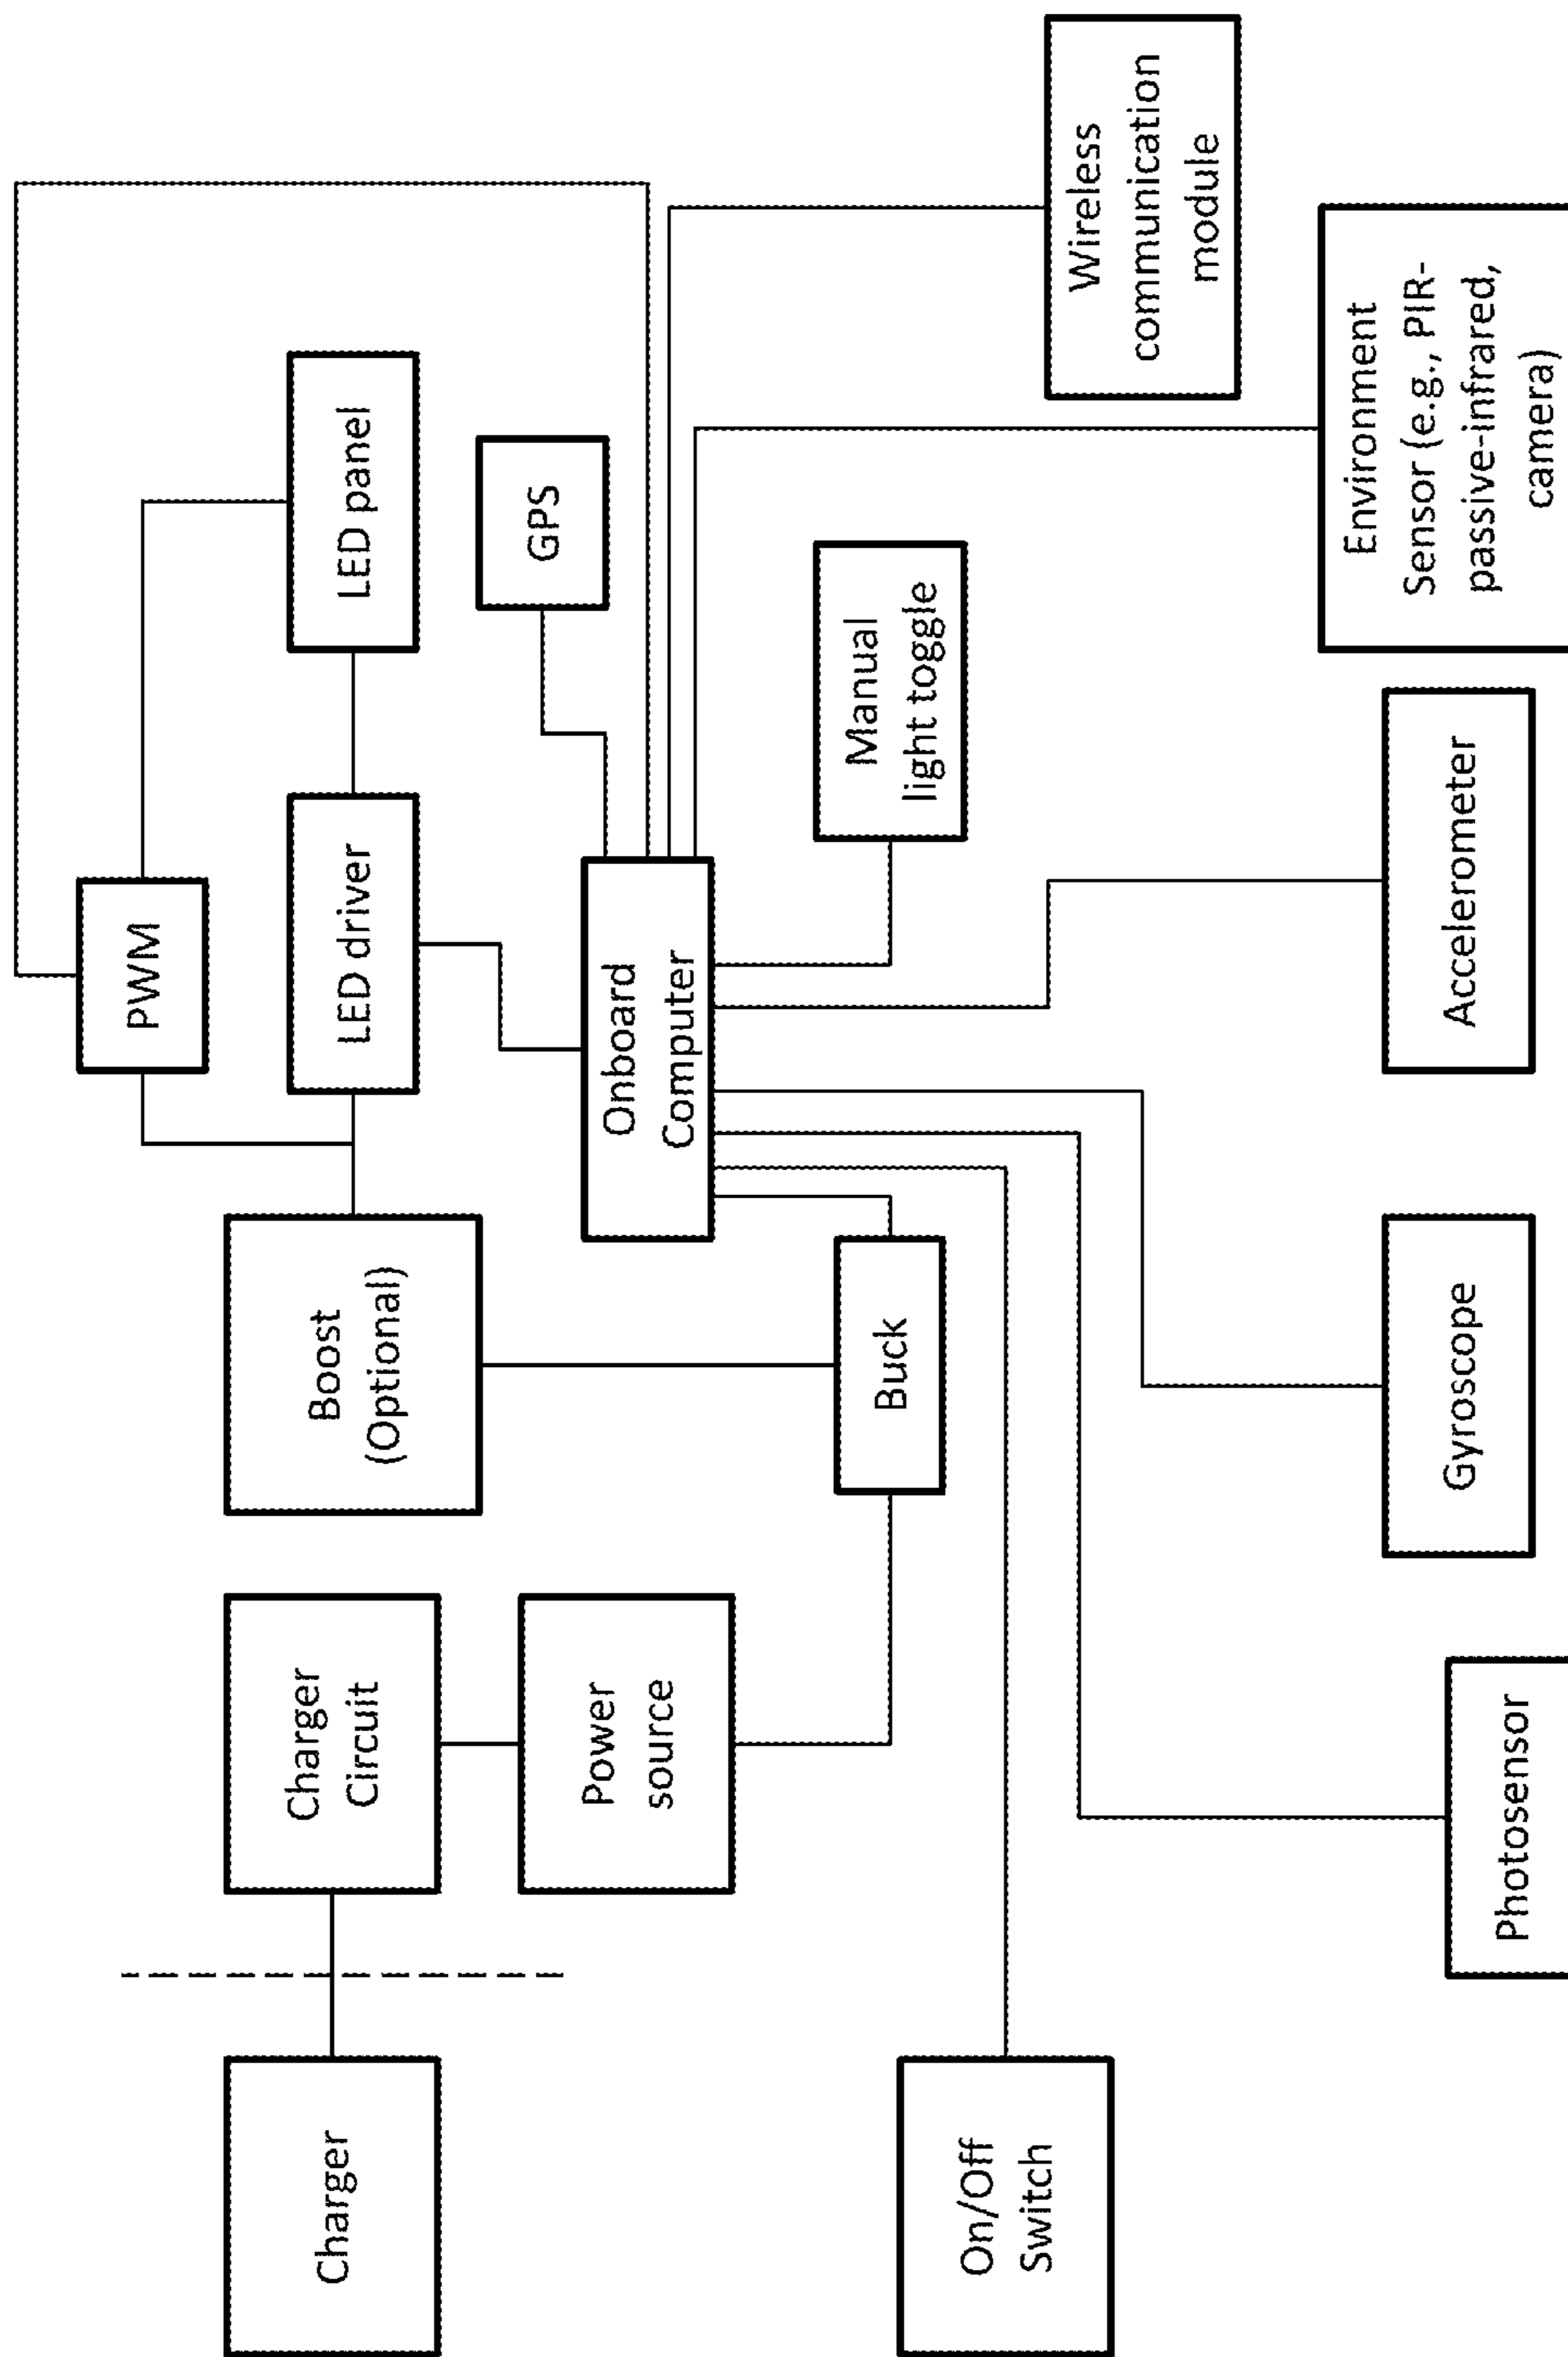 Charger
Charger
Circuit
Power
source
Boost
(Optional)
Buck
PWM
LED driver
LED panel
GPS
Onboard
Computer
Manual
light toggle
Wireless
communication
module
On/Off
Switch
Photosensor
Gyroscope
Accelerometer
Environment
Sensor (e.g., PIR-
passive-infrared,
camera)